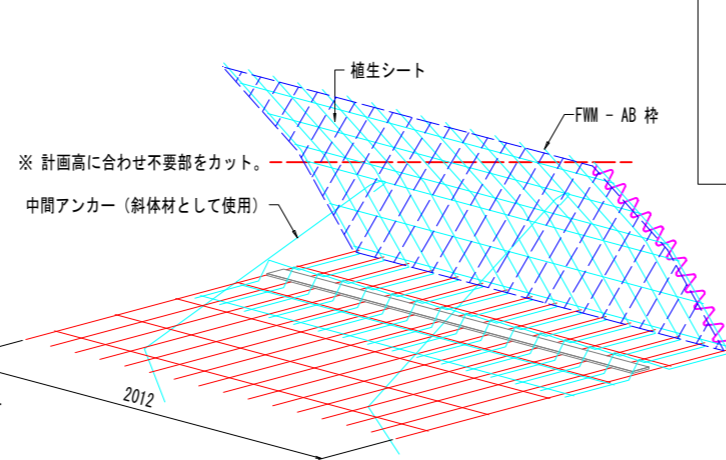 植生シート
FWM - AB 枠
※ 計画高に合わせ不要部をカット。
中間アンカー（斜体材として使用）
2012